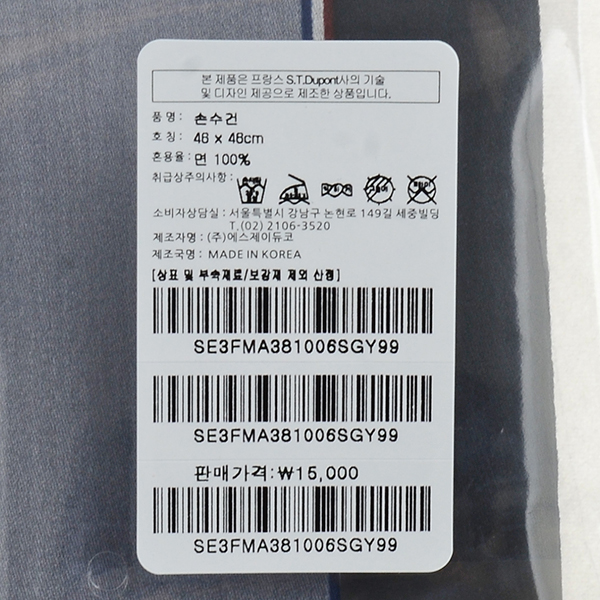 본 제품은 프랑스 S.T.Dupont사의 기술
및 디자인 제공으로 제조한 상품입니다.
품 명 : 손수건
호 칭 : 48 x 48cm
혼용율 : 면 100%
취급상주의사항 :
소비자상담실 : 서울특별시 강남구 논현로 149길 세중빌딩
T.(02) 2106-3520
제조자명 : (주)에스제이듀코
제조국명 : MADE IN KOREA
[상표 및 부속재료/보강재 제외 산정]
SE3FMA381006SGY99
SE3FMA381006SGY99
판매가격:₩15,000
SE3FMA381006SGY99